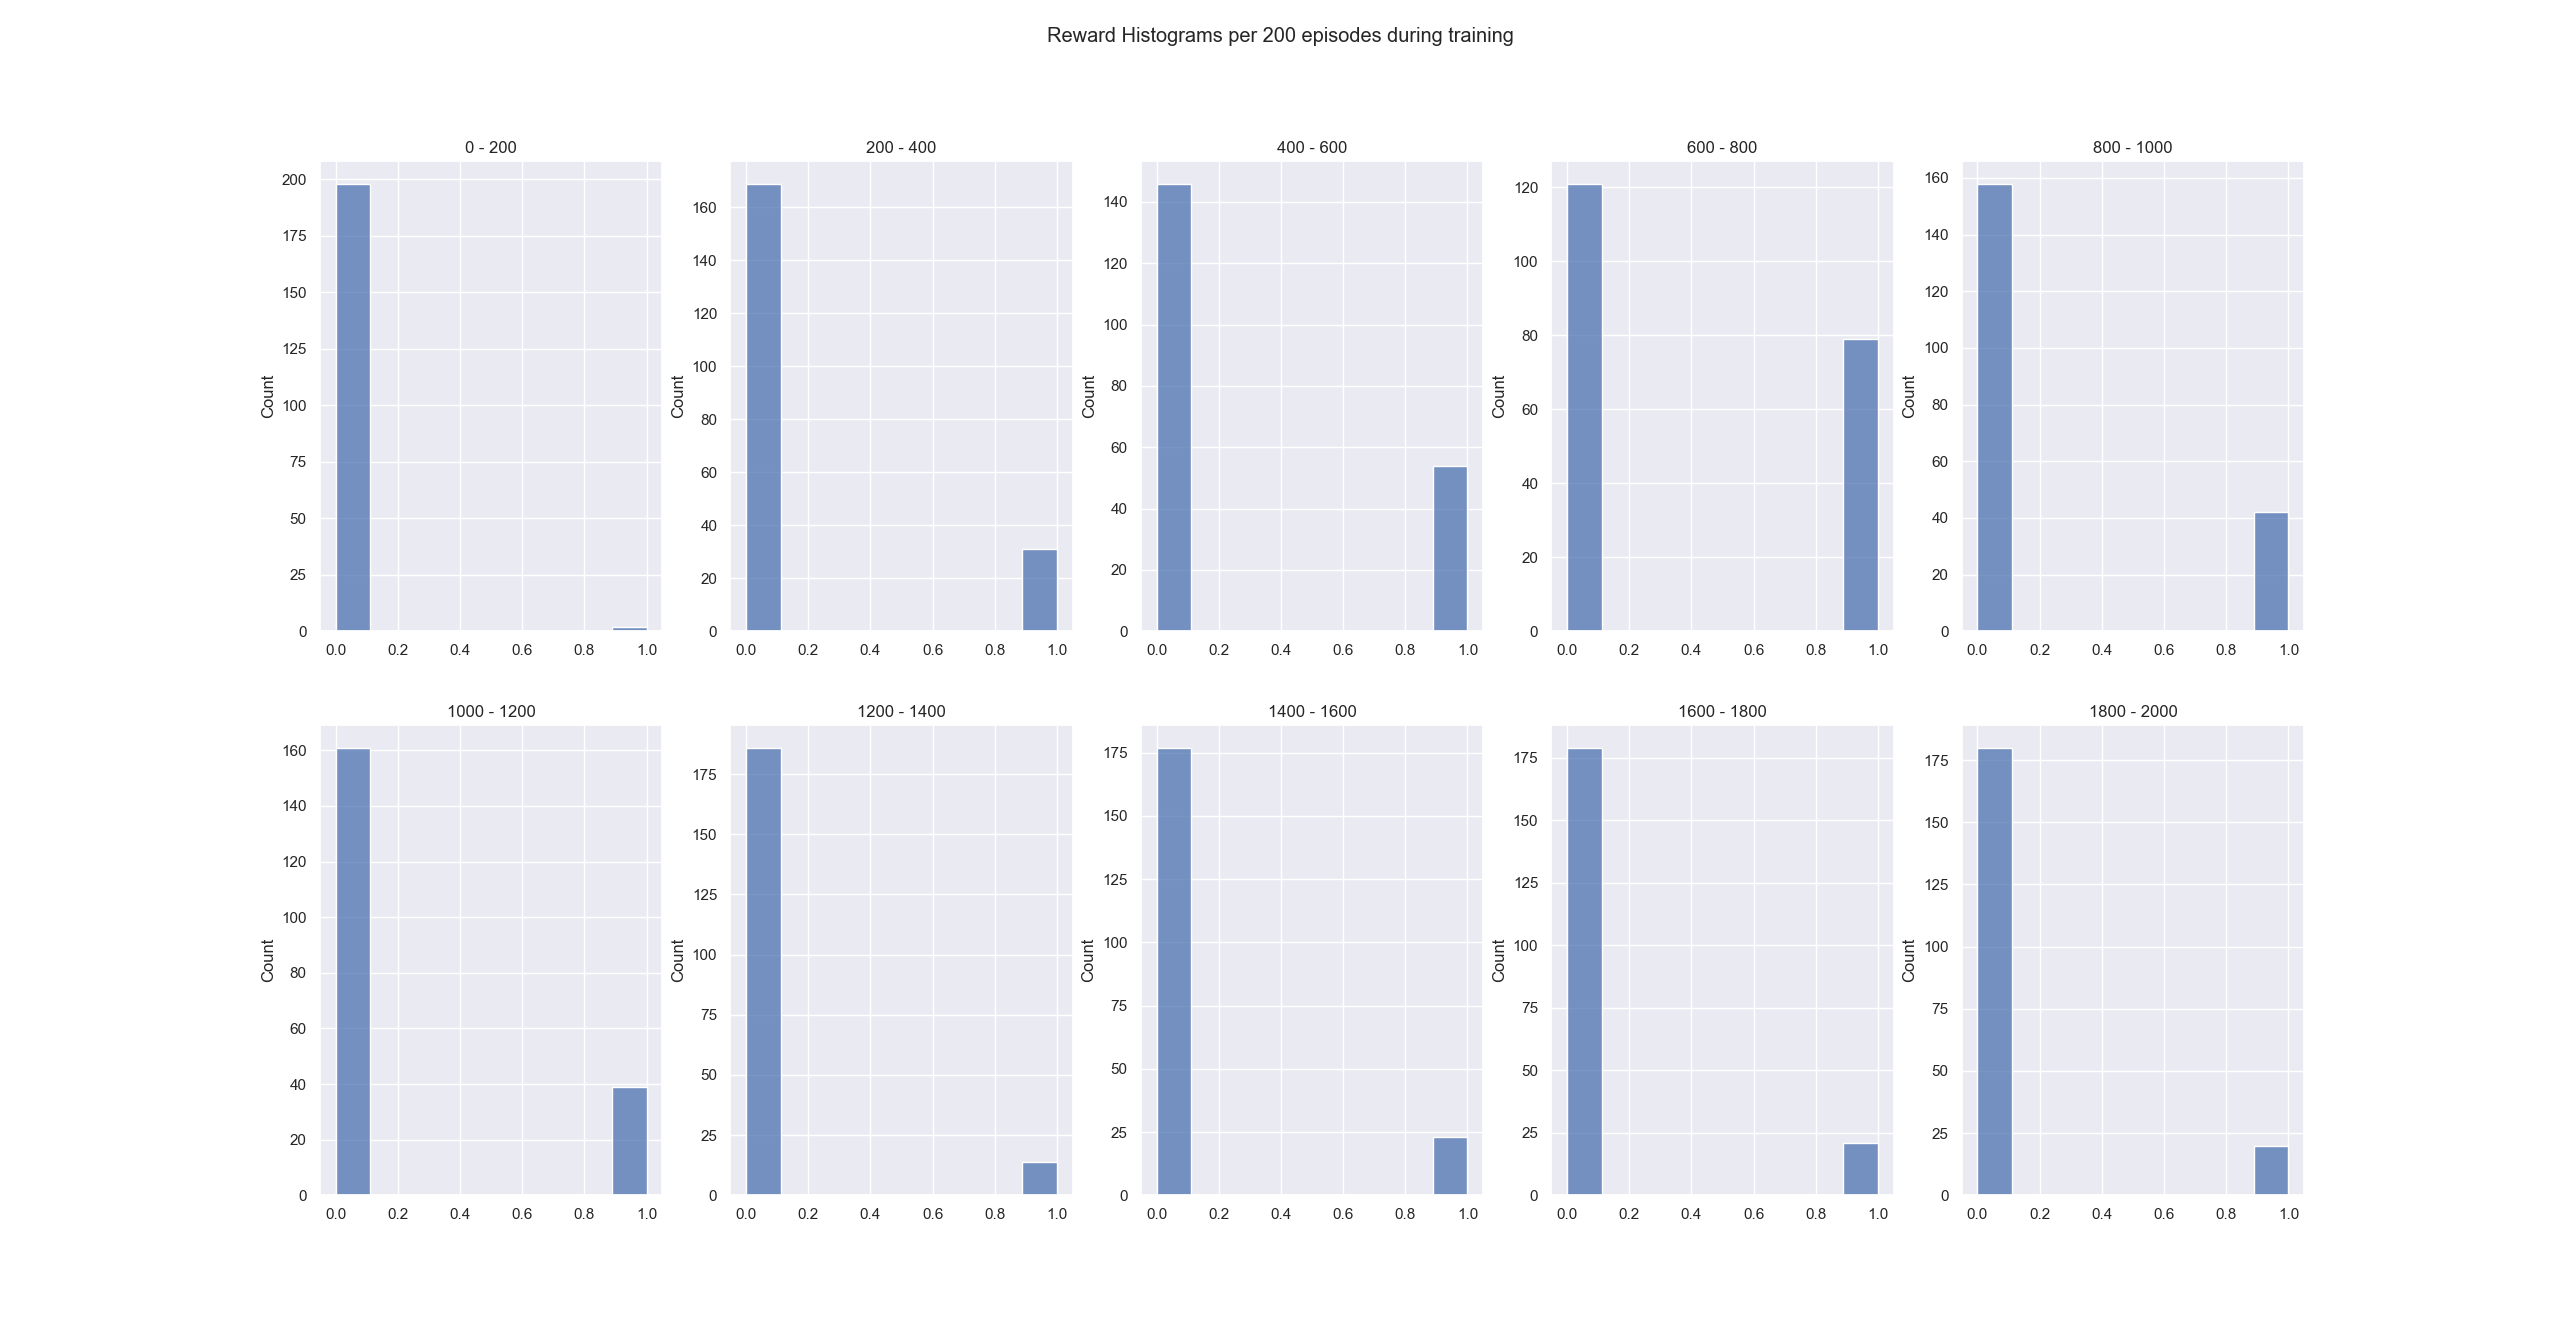 Reward Histograms per 200 episodes during training
0 - 200
200 - 400
400 - 600
600 - 800
800 - 1000
200
175
150
125
100
75
50
25
0
Count
0.0 0.2 0.4 0.6 0.8 1.0
160
140
120
100
80
60
40
20
0
Count
0.0 0.2 0.4 0.6 0.8 1.0
140
120
100
80
60
40
20
0
Count
0.0 0.2 0.4 0.6 0.8 1.0
120
100
80
60
40
20
0
Count
0.0 0.2 0.4 0.6 0.8 1.0
160
140
120
100
80
60
40
20
0
Count
0.0 0.2 0.4 0.6 0.8 1.0
1000 - 1200
1200 - 1400
1400 - 1600
1600 - 1800
1800 - 2000
160
140
120
100
80
60
40
20
0
Count
0.0 0.2 0.4 0.6 0.8 1.0
175
150
125
100
75
50
25
0
Count
0.0 0.2 0.4 0.6 0.8 1.0
175
150
125
100
75
50
25
0
Count
0.0 0.2 0.4 0.6 0.8 1.0
175
150
125
100
75
50
25
0
Count
0.0 0.2 0.4 0.6 0.8 1.0
175
150
125
100
75
50
25
0
Count
0.0 0.2 0.4 0.6 0.8 1.0